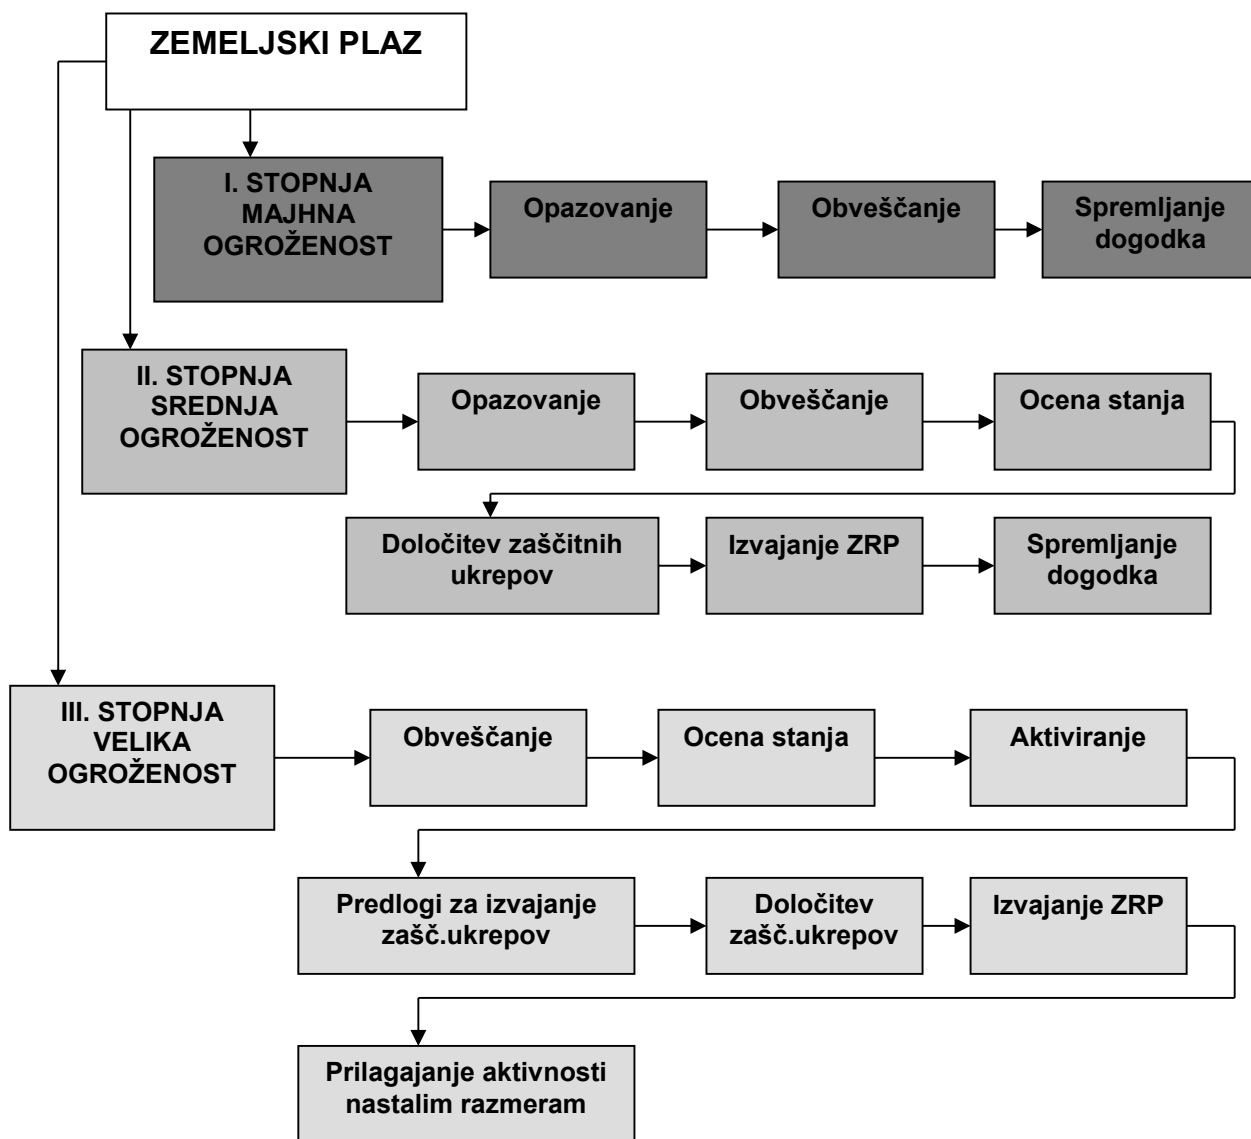 ZEMELJSKI PLAZ
I. STOPNJA
MAJHNA
OGROŽENOST
Opazovanje
Obveščanje
Spremljanje
dogodka
II. STOPNJA
SREDNJA
OGROŽENOST
Opazovanje
Obveščanje
Ocena stanja
Določitev zaščitnih
ukrepov
Izvajanje ZRP
Spremljanje
dogodka
III. STOPNJA
VELIKA
OGROŽENOST
Obveščanje
Ocena stanja
Aktiviranje
Predlogi za izvajanje
zašč.ukrepov
Določitev
zašč.ukrepov
Izvajanje ZRP
Prilagajanje aktivnosti
nastalim razmeram